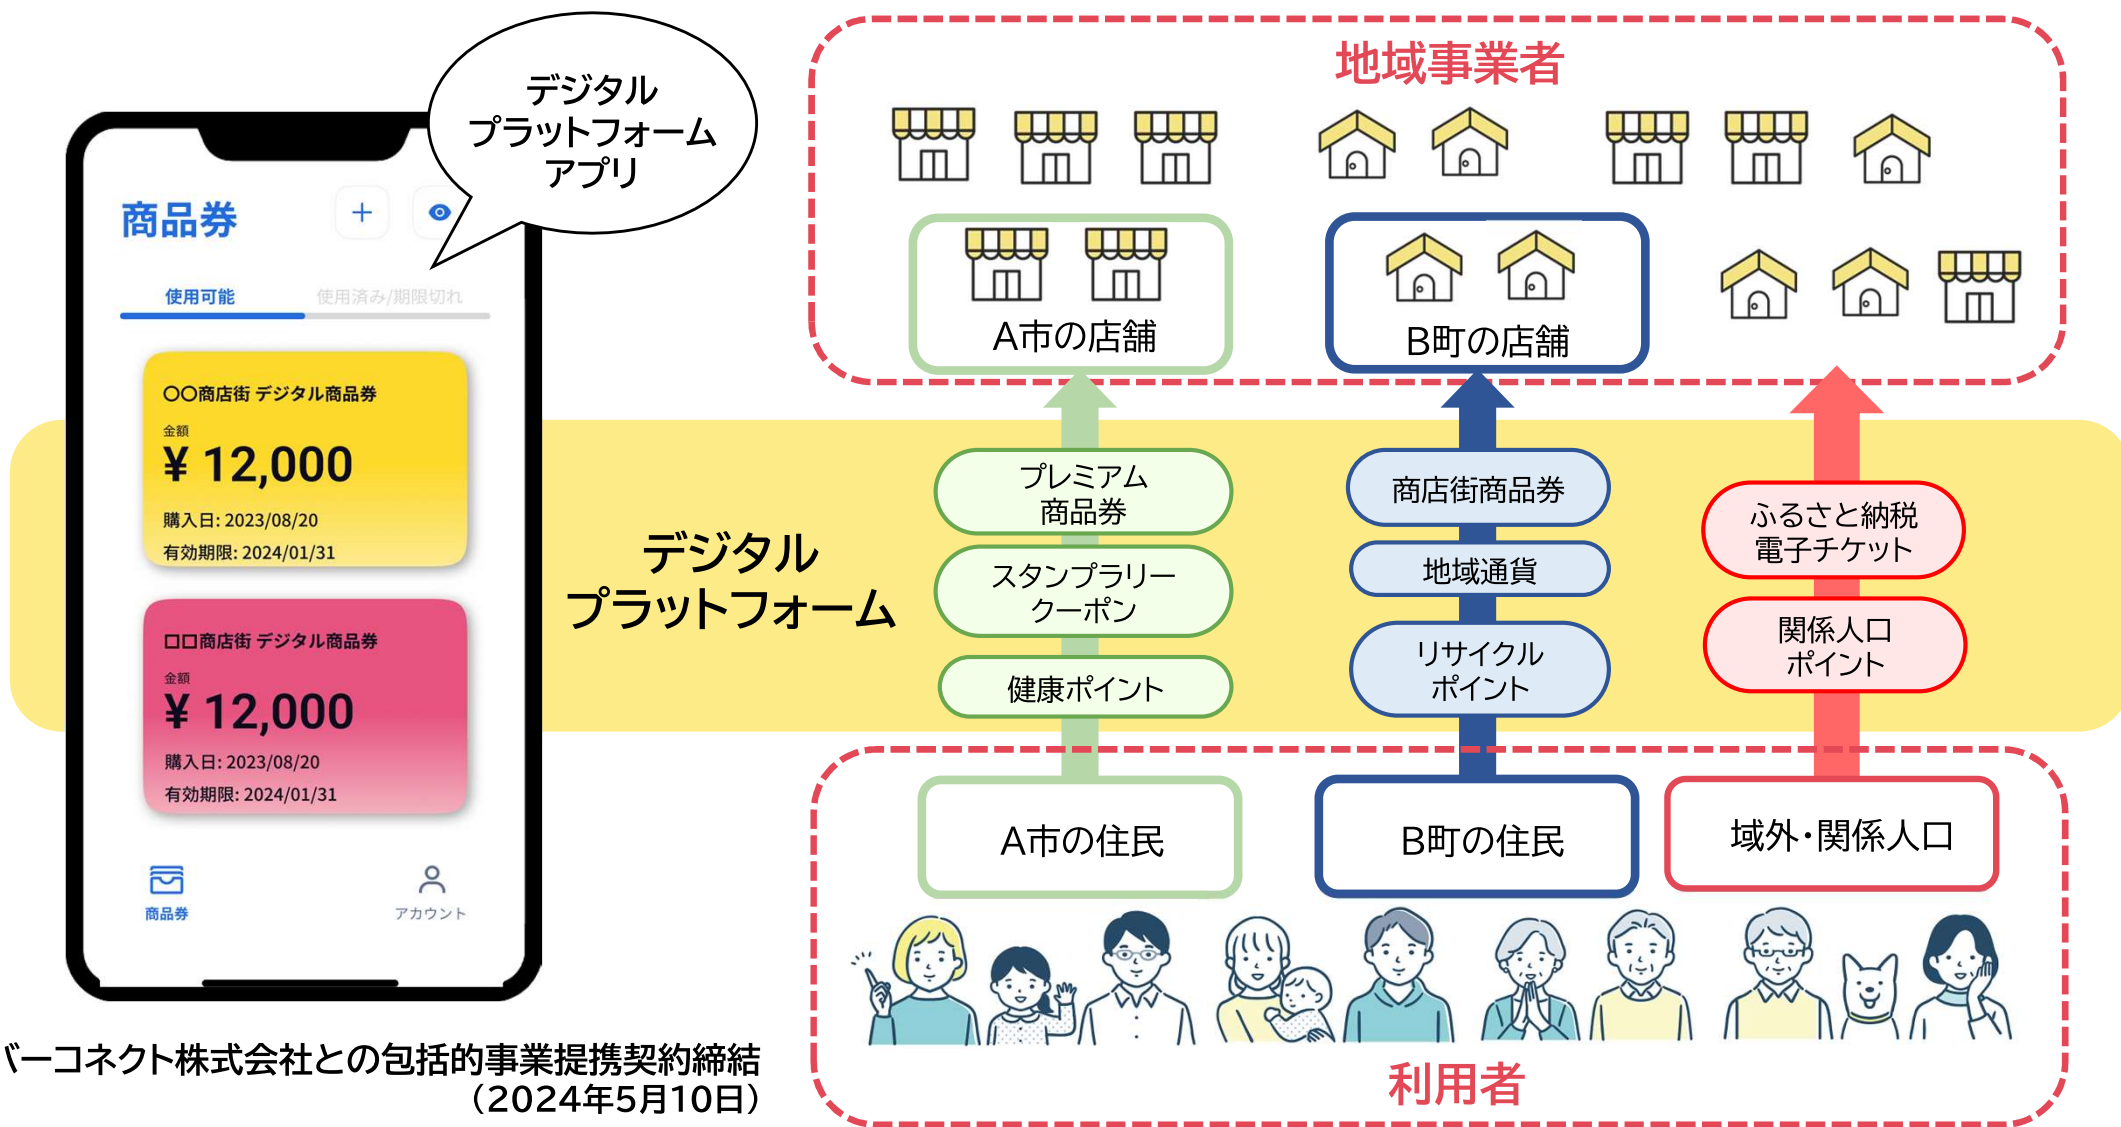 デジタル
プラットフォーム
アプリ
商品券
使用可能
使用済み/期限切れ
〇〇商店街 デジタル商品券
金額
¥ 12,000
購入日: 2023/08/20
有効期限: 2024/01/31
口口商店街 デジタル商品券
金額
¥ 12,000
購入日: 2023/08/20
有効期限: 2024/01/31
商品券
アカウント
バーコネクト株式会社との包括的事業提携契約締結
（2024年5月10日）
デジタル
プラットフォーム
地域事業者
A市の店舗
B町の店舗
プレミアム
商品券
スタンプラリー
クーポン
健康ポイント
商店街商品券
地域通貨
リサイクル
ポイント
ふるさと納税
電子チケット
関係人口
ポイント
A市の住民
B町の住民
域外・関係人口
利用者